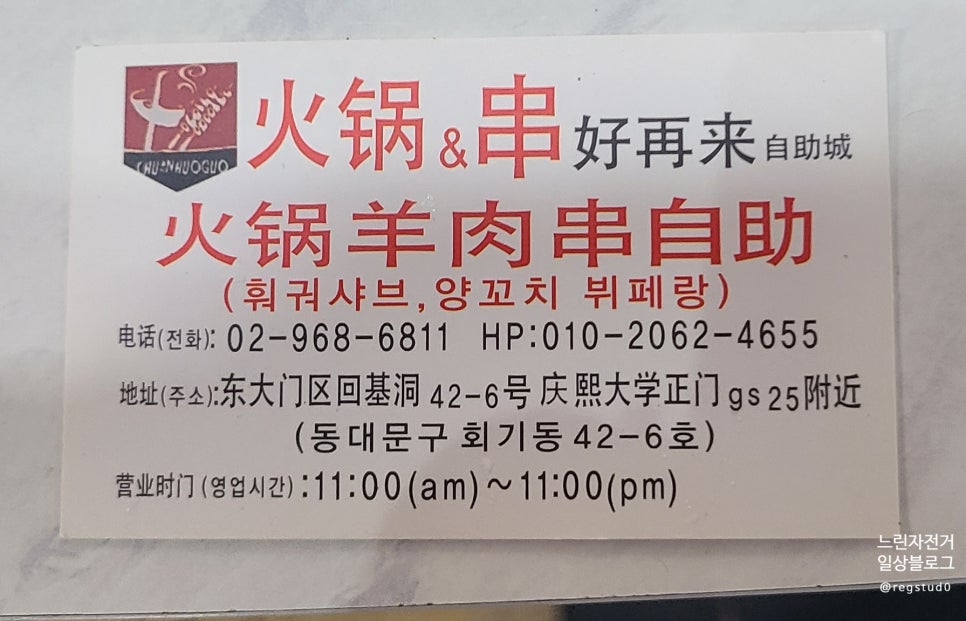 CHUANHUOGUO
火锅&串好再来自助城
火锅羊肉串自助
(훠궈샤브,양꼬치 뷔페랑)
电话(전화): 02-968-6811 HP:010-2062-4655
地址(주소):东大门区回基洞 42-6号 庆熙大学正门 gs25附近
(동대문구 회기동 42-6호)
营业时门(영업시간):11:00(am)~11:00(pm)
느린자전거
일상블로그
@regstud0